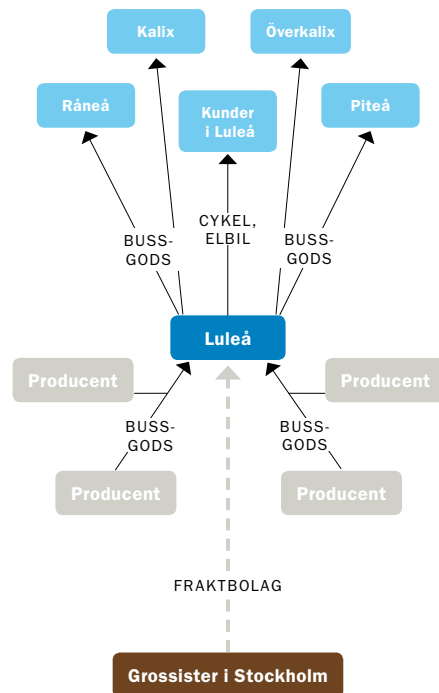 Kalix
Överkalix
Råneå
Kunder
i Luleå
Piteå
CYKEL,
ELBIL
BUSS-
GODS
BUSS-
GODS
Luleå
Producent
Producent
BUSS-
GODS
BUSS-
GODS
Producent
Producent
FRAKTBOLAG
Grossister i Stockholm